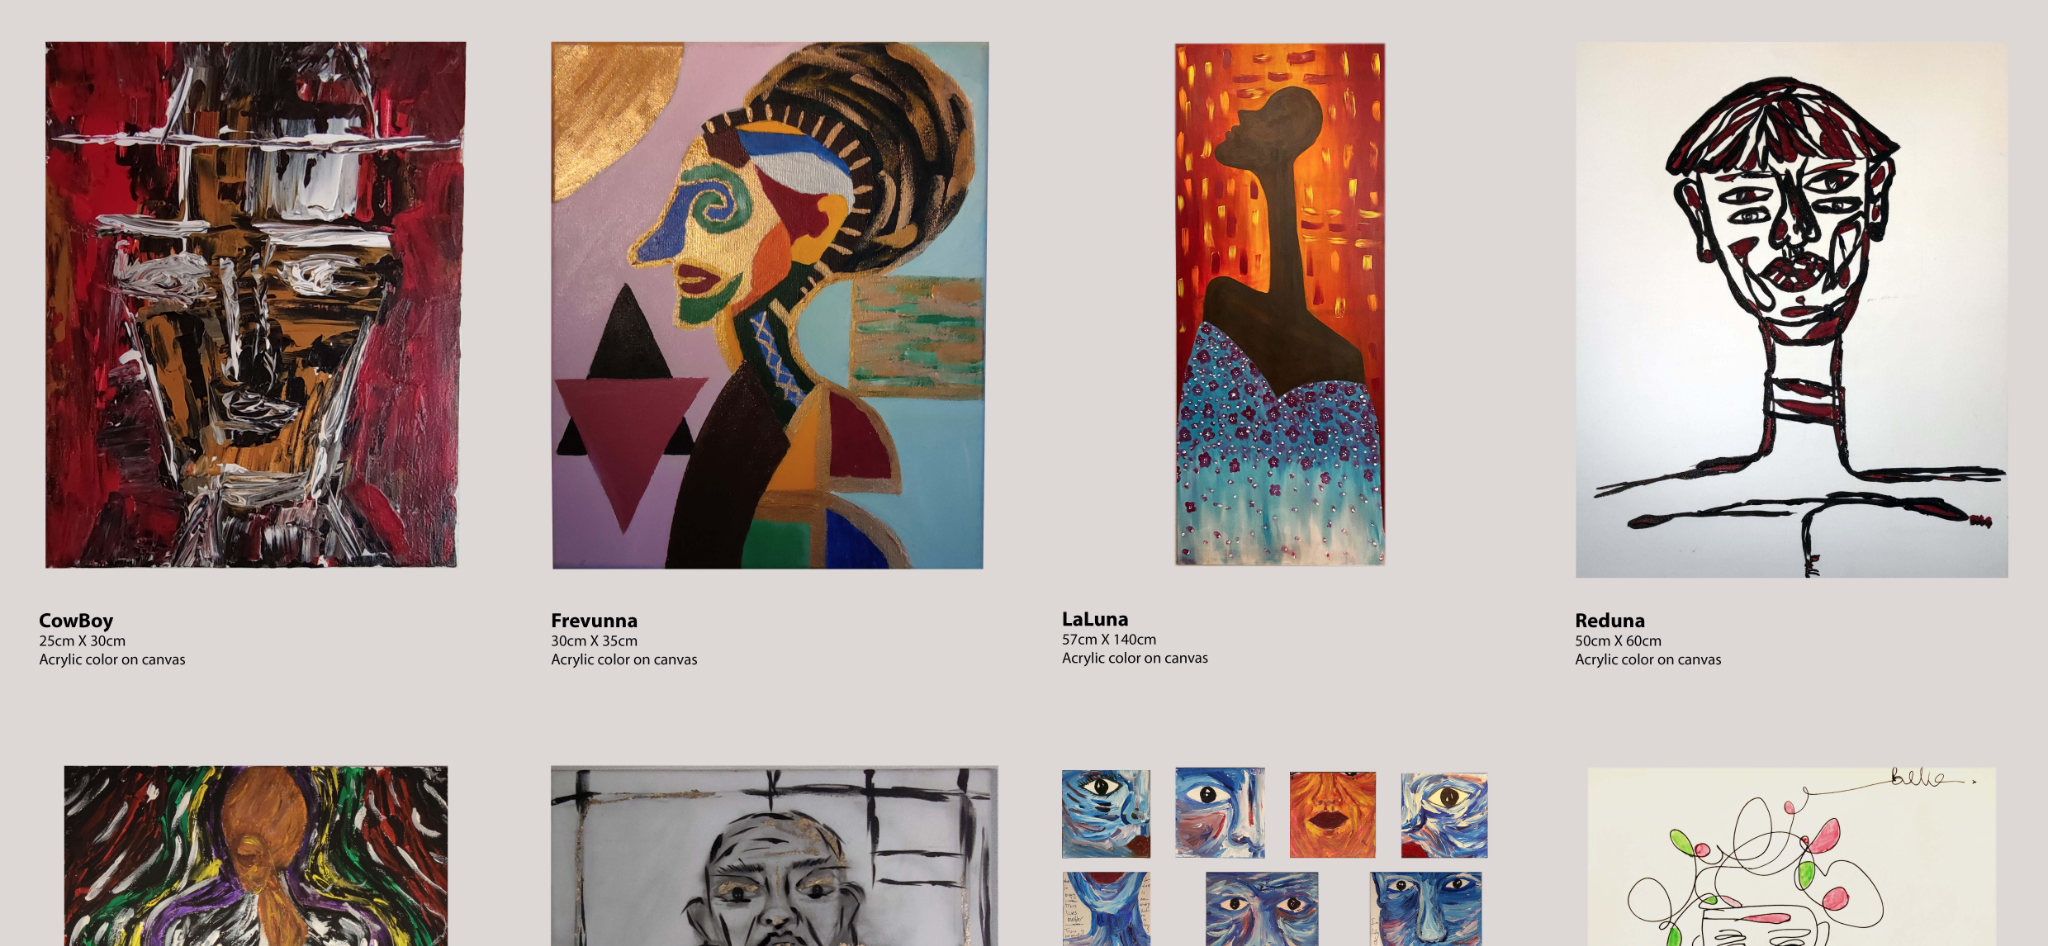 CowBoy
25cm X 30cm
Acrylic color on canvas
Frevunna
30cm X 35cm
Acrylic color on canvas
LaLuna
57cm X 140cm
Acrylic color on canvas
Reduna
50cm X 60cm
Acrylic color on canvas